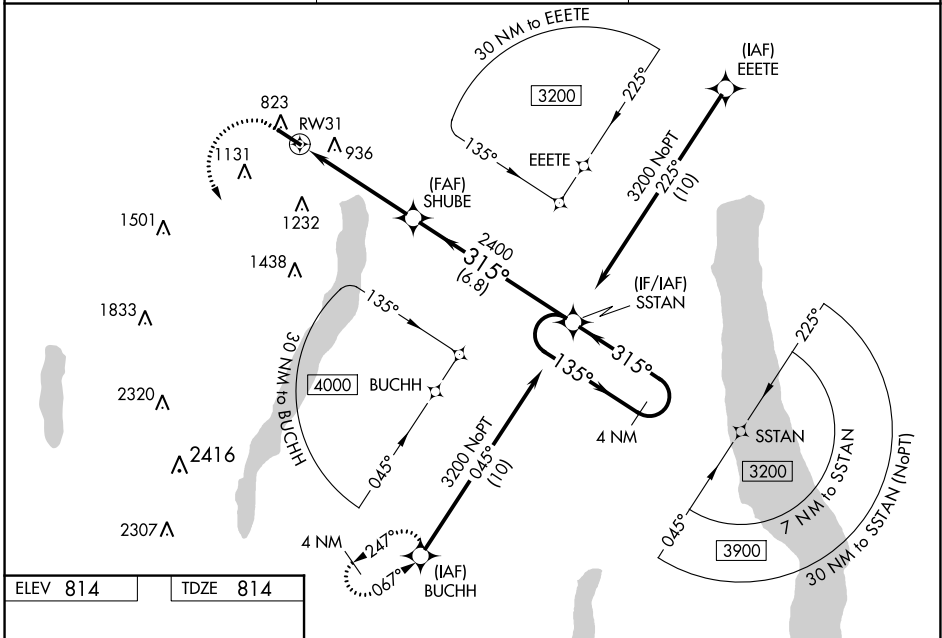 30 NM to EEETE
3200
225°
135°
EEETE
(IAF)
EEETE
3200 NoPT
225°
(10)
823
RW31
936
1131
(FAF)
SHUBE
1232
1501
1438
2400
315°
(6.8)
(IF/IAF)
SSTAN
1833
135°
30 NM to BUCHH
4000
BUCHH
045°
135°
315°
4 NM
225°
SSTAN
3200
7 NM to SSTAN
045°
3900
30 NM to SSTAN (NoPT)
2320
2416
2307
3200 NoPT
045°
(10)
4 NM
247°
067°
(IAF)
BUCHH
ELEV 814
TDZE 814